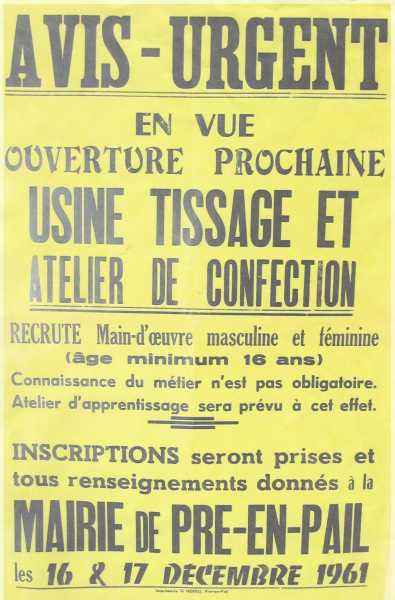 AVIS - URGENT
EN VUE
OUVERTURE PROCHAINE
USINE TISSAGE ET
ATELIER DE CONFECTION
RECRUTE Main-d'œuvre masculine et féminine
(âge minimum 16 ans)
Connaissance du métier n'est pas obligatoire.
Atelier d'apprentissage sera prévu à cet effet.
INSCRIPTIONS seront prises et
tous renseignements donnés à la
MAIRIE DE PRE-EN-PAIL
les 16 & 17 DÉCEMBRE 1961
Imprimerie